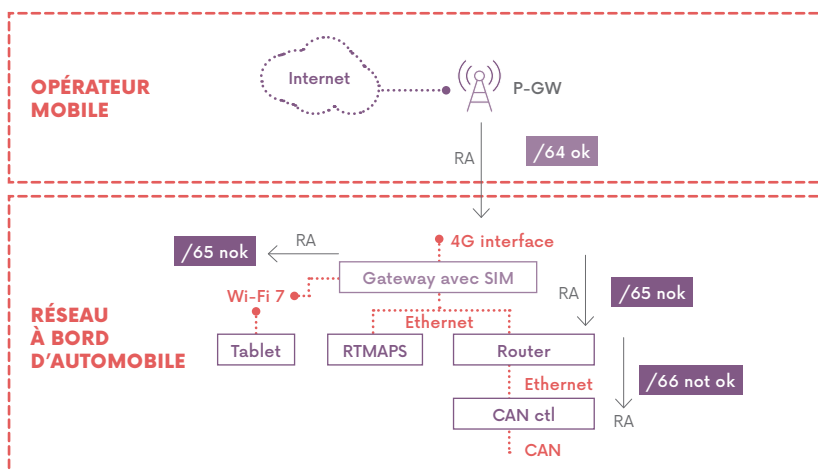 Internet
OPÉRATEUR
MOBILE
P-GW
RA
/64 ok
RA
/65 nok
4G interface
Gateway avec SIM
Wi-Fi 7
RA
/65 nok
RÉSEAU
À BORD
D’AUTOMOBILE
Ethernet
Tablet
RTMAPS
Router
Ethernet
/66 not ok
CAN ctl
RA
CAN